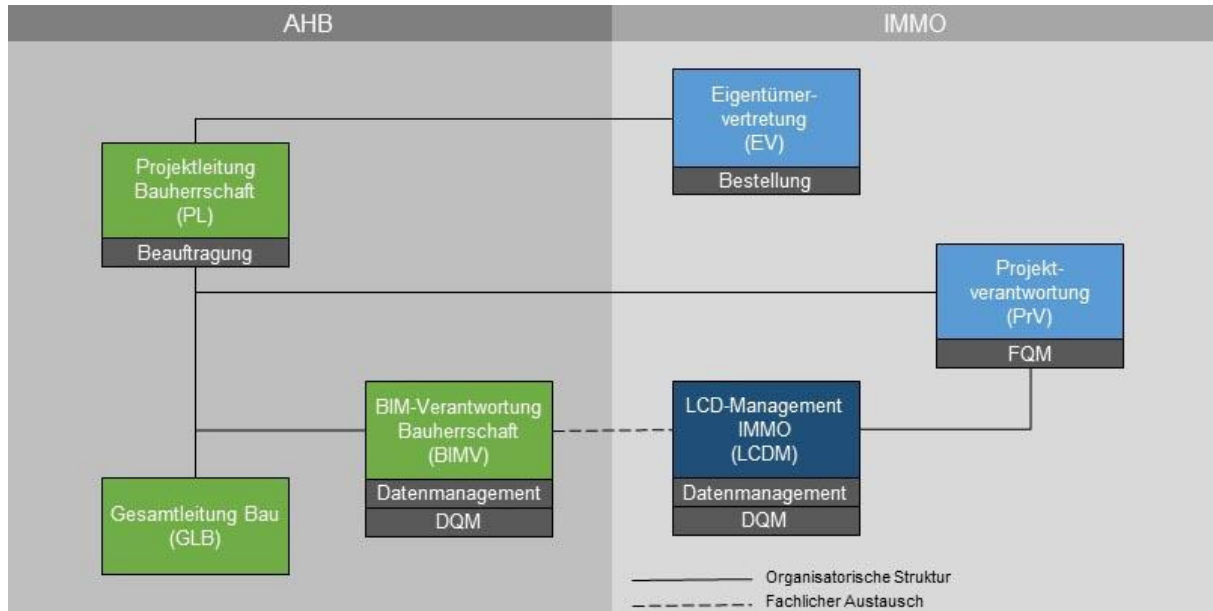 AHB
IMMO
Eigentümer-
vertretung
(EV)
Bestellung
Projektleitung
Bauherrschaft
(PL)
Beauftragung
Projekt-
verantwortung
(PrV)
FQM
BIM-Verantwortung
Bauherrschaft
(BIMV)
Datenmanagement
DQM
LCD-Management
IMMO
(LCDM)
Datenmanagement
DQM
Gesamtleitung Bau
(GLB)
Organisatorische Struktur
Fachlicher Austausch